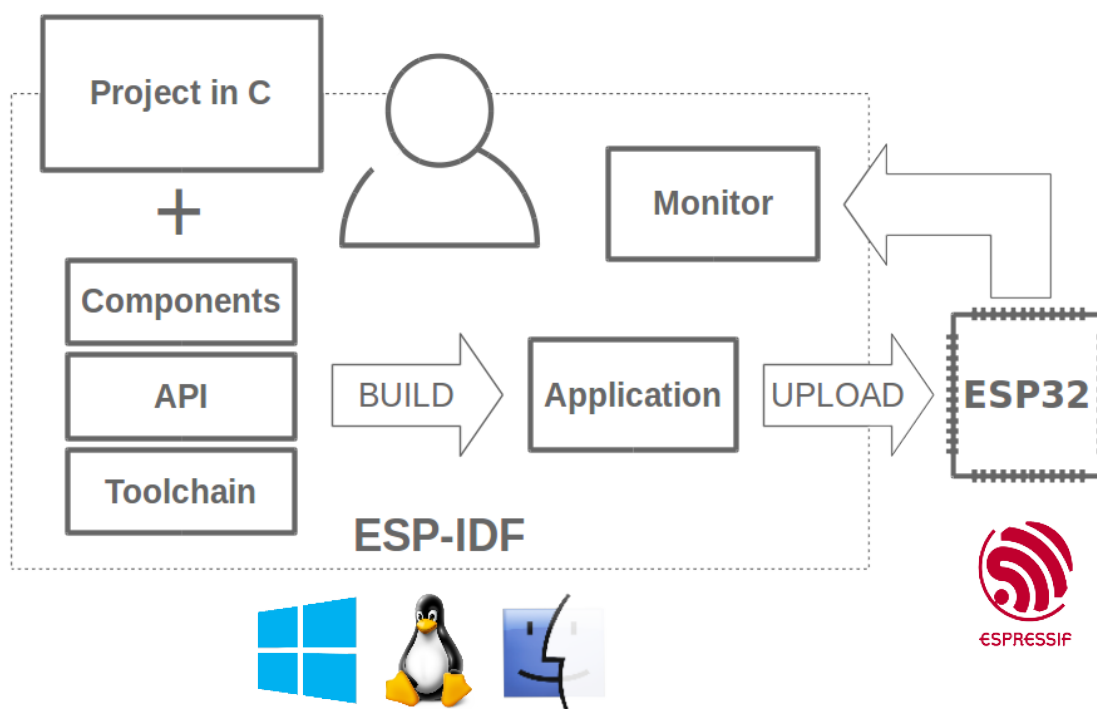 Project in C
+
Components
API
Toolchain
BUILD
Application
UPLOAD
Monitor
ESP32
ESP-IDF
ESPRESSIF